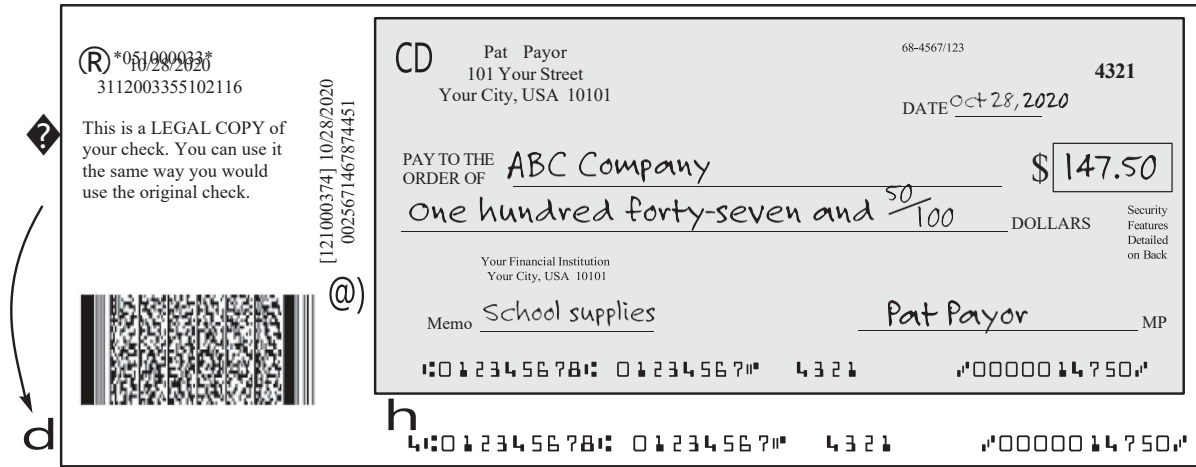 ® *051000033*
10/28/2020
3112003355102116
�
This is a LEGAL COPY of
your check. You can use it
the same way you would
use the original check.
d
[121000374] 10/28/2020
0025671467874451
@)
CD
Pat Payor
101 Your Street
Your City, USA 10101
68-4567/123
4321
DATE Oct 28, 2020
PAY TO THE
ORDER OF ABC Company
$ 147.50
One hundred forty-seven and 50/100 DOLLARS
Security
Features
Detailed
on Back
Your Financial Institution
Your City, USA 10101
Memo School supplies
Pat Payor MP
⑆012345678⑆ 01234567⑈ 4321 ⑇0000014750⑇
h
4⑆012345678⑆ 01234567⑈ 4321 ⑇0000014750⑇